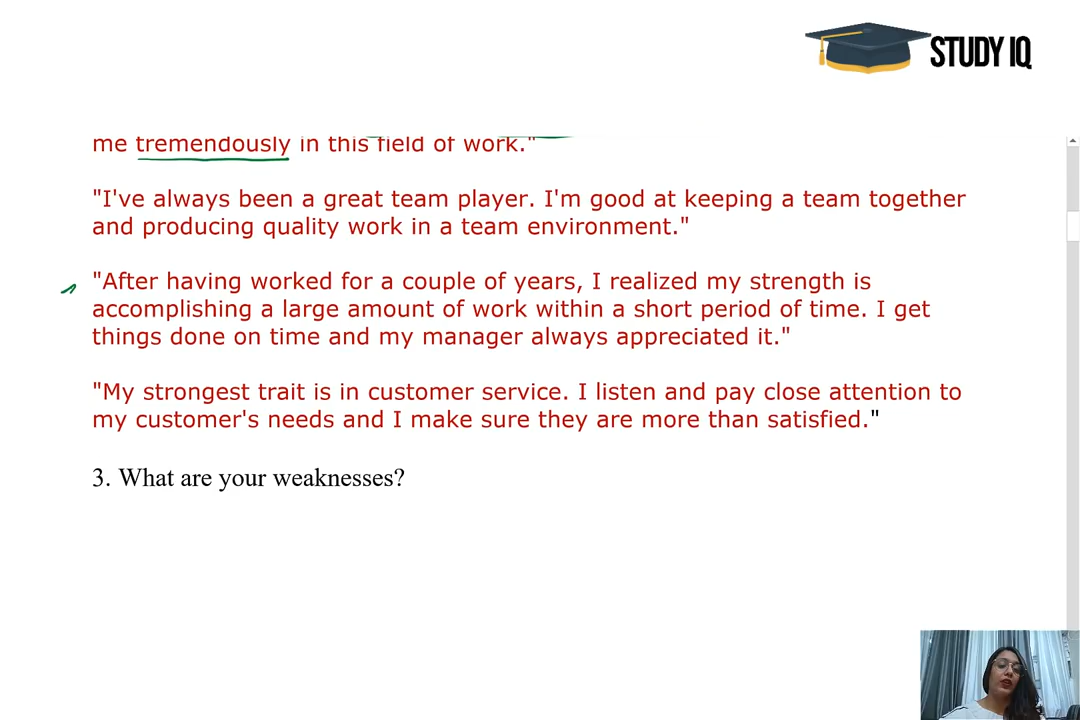 STUDY IQ
me tremendously in this field of work."
"I've always been a great team player. I'm good at keeping a team together
and producing quality work in a team environment."
"After having worked for a couple of years, I realized my strength is
accomplishing a large amount of work within a short period of time. I get
things done on time and my manager always appreciated it."
"My strongest trait is in customer service. I listen and pay close attention to
my customer's needs and I make sure they are more than satisfied."
3. What are your weaknesses?